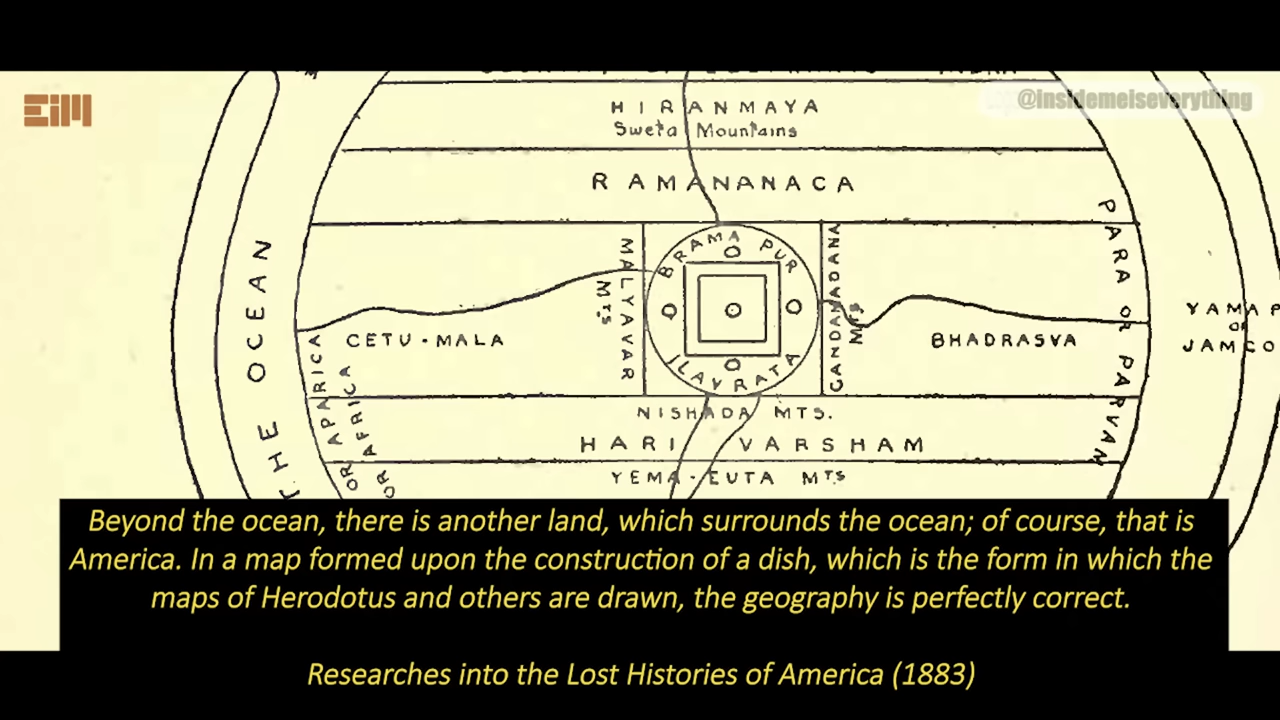 EiM
@insidemeiseverything
HIRANMAYA
Sweta Mountains
RAMANANACA
BRAMA PUR
ILAVRATA
MALYAVAR
Mts
GANDAMADANA
Mts
CETU-MALA
BHADRASVA
PARA OR PARVAM
THE OCEAN
OR APARICA
OR AFRICA
YAMA P
OR
JAMCO
NISHADA MTS.
HARI VARSHAM
YEMA-EUTA MTS
Beyond the ocean, there is another land, which surrounds the ocean; of course, that is
America. In a map formed upon the construction of a dish, which is the form in which the
maps of Herodotus and others are drawn, the geography is perfectly correct.
Researches into the Lost Histories of America (1883)